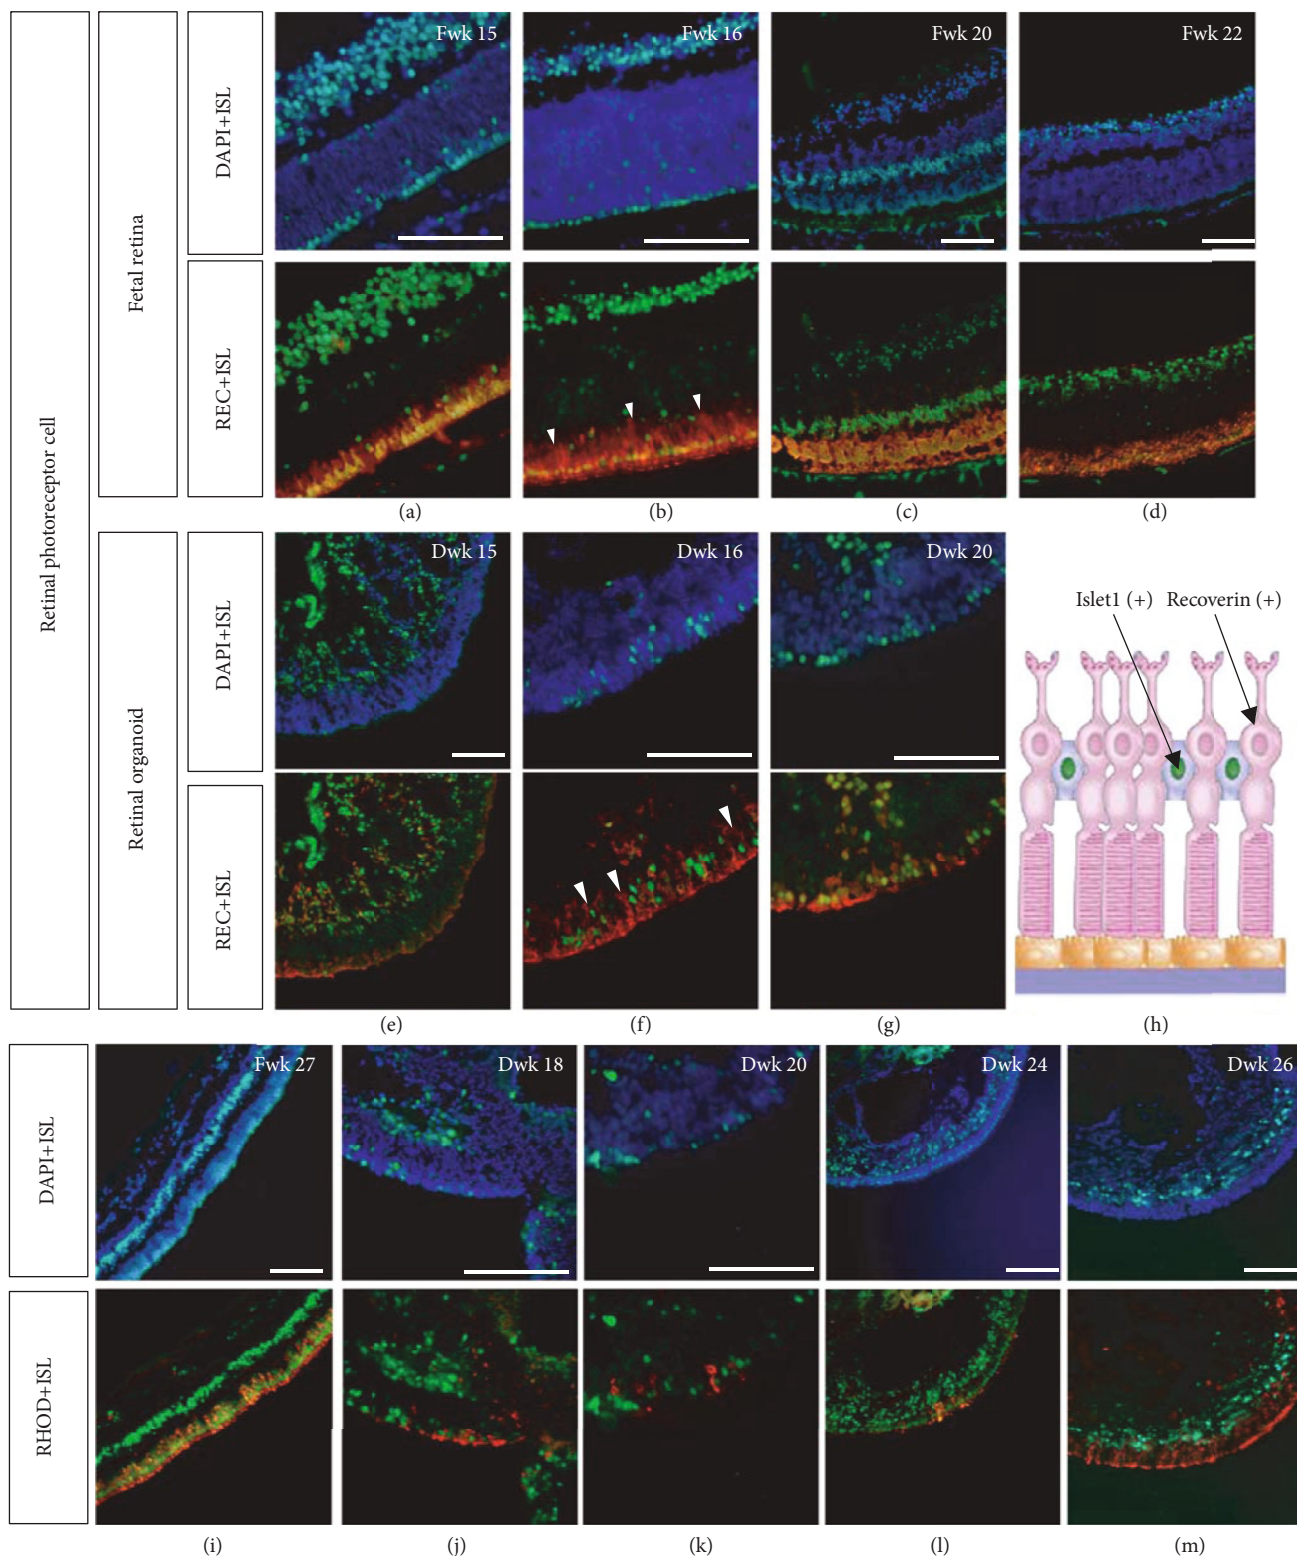 Retinal photoreceptor cell
Fetal retina
DAPI+ISL
Fwk 15
Fwk 16
Fwk 20
Fwk 22
REC+ISL
(a)
(b)
(c)
(d)
Retinal organoid
DAPI+ISL
Dwk 15
Dwk 16
Dwk 20
REC+ISL
Islet1 (+) Recoverin (+)
(e)
(f)
(g)
(h)
DAPI+ISL
Fwk 27
Dwk 18
Dwk 20
Dwk 24
Dwk 26
RHOD+ISL
(i)
(j)
(k)
(l)
(m)